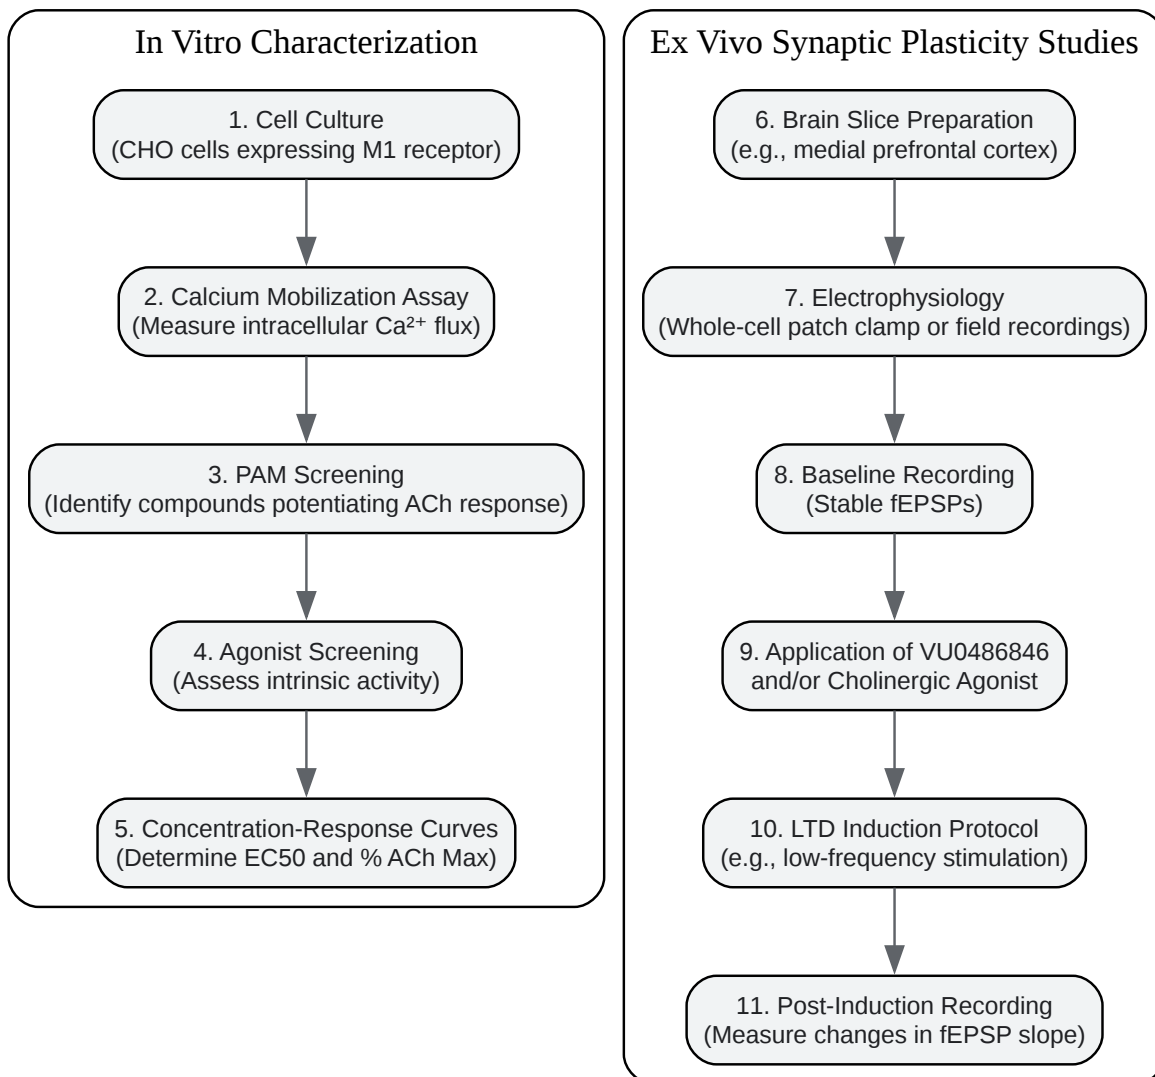 In Vitro Characterization
1. Cell Culture
(CHO cells expressing M1 receptor)
2. Calcium Mobilization Assay
(Measure intracellular Ca²⁺ flux)
3. PAM Screening
(Identify compounds potentiating ACh response)
4. Agonist Screening
(Assess intrinsic activity)
5. Concentration-Response Curves
(Determine EC50 and % ACh Max)
Ex Vivo Synaptic Plasticity Studies
6. Brain Slice Preparation
(e.g., medial prefrontal cortex)
7. Electrophysiology
(Whole-cell patch clamp or field recordings)
8. Baseline Recording
(Stable fEPSPs)
9. Application of VU0486846
and/or Cholinergic Agonist
10. LTD Induction Protocol
(e.g., low-frequency stimulation)
11. Post-Induction Recording
(Measure changes in fEPSP slope)